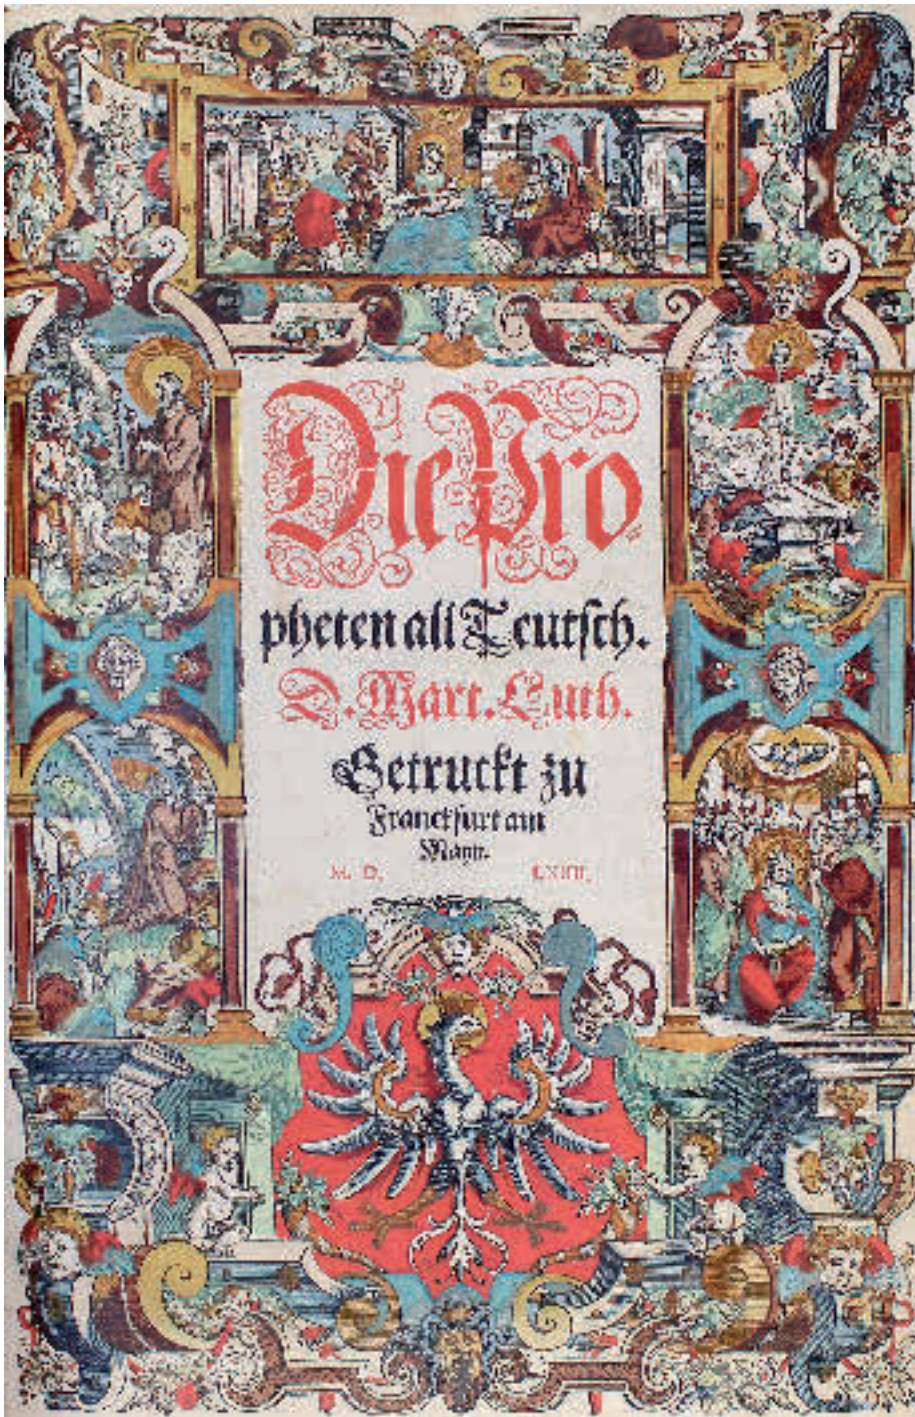 Die Pro
pheten all Teutsch.
D. Mart. Luth.
Getruckt zu
Franckfurt am
Mayn.
M. D. LXIIII.